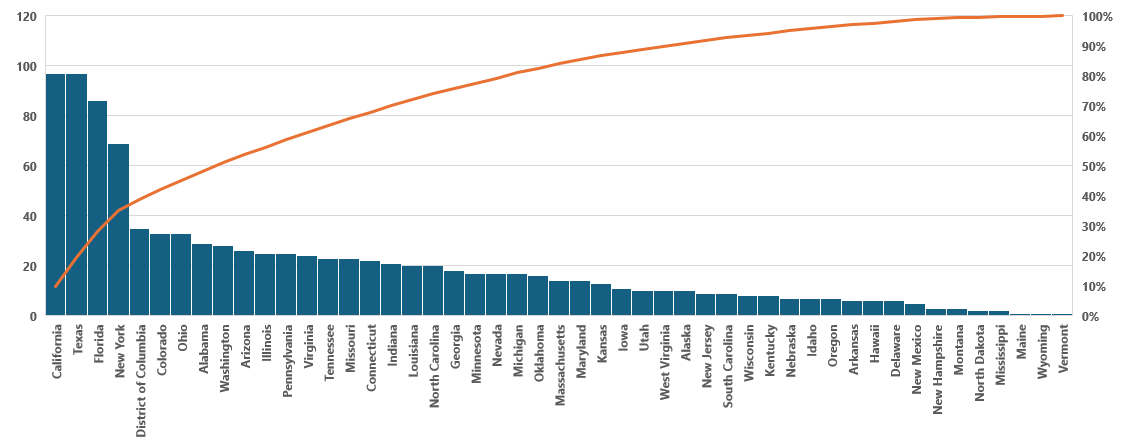 120
100
80
60
40
20
0
100%
90%
80%
70%
60%
50%
40%
30%
20%
10%
0%
California
Texas
Florida
New York
District of Columbia
Colorado
Ohio
Alabama
Washington
Arizona
Illinois
Pennsylvania
Virginia
Tennessee
Missouri
Connecticut
Indiana
Louisiana
North Carolina
Georgia
Minnesota
Nevada
Michigan
Oklahoma
Massachusetts
Maryland
Kansas
Iowa
Utah
West Virginia
Alaska
New Jersey
South Carolina
Wisconsin
Kentucky
Nebraska
Idaho
Oregon
Arkansas
Hawaii
Delaware
New Mexico
New Hampshire
Montana
North Dakota
Mississippi
Maine
Wyoming
Vermont